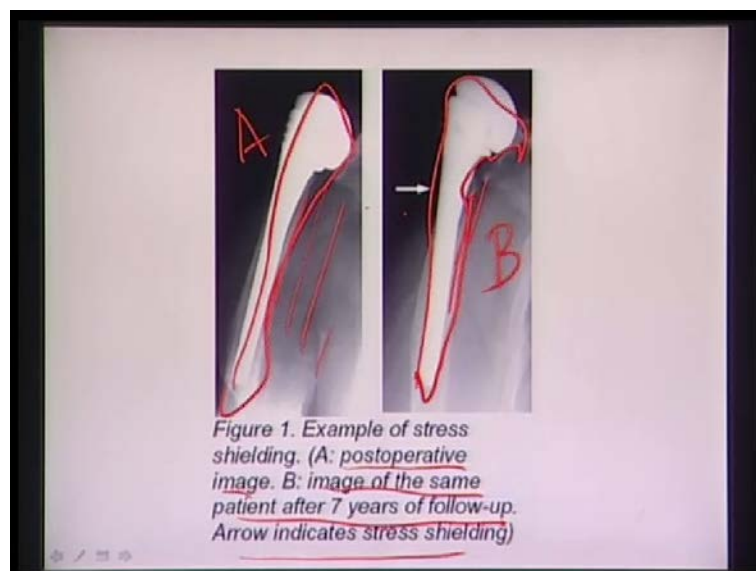 A
B
Figure 1. Example of stress
shielding. (A: postoperative
image. B: image of the same
patient after 7 years of follow-up.
Arrow indicates stress shielding)